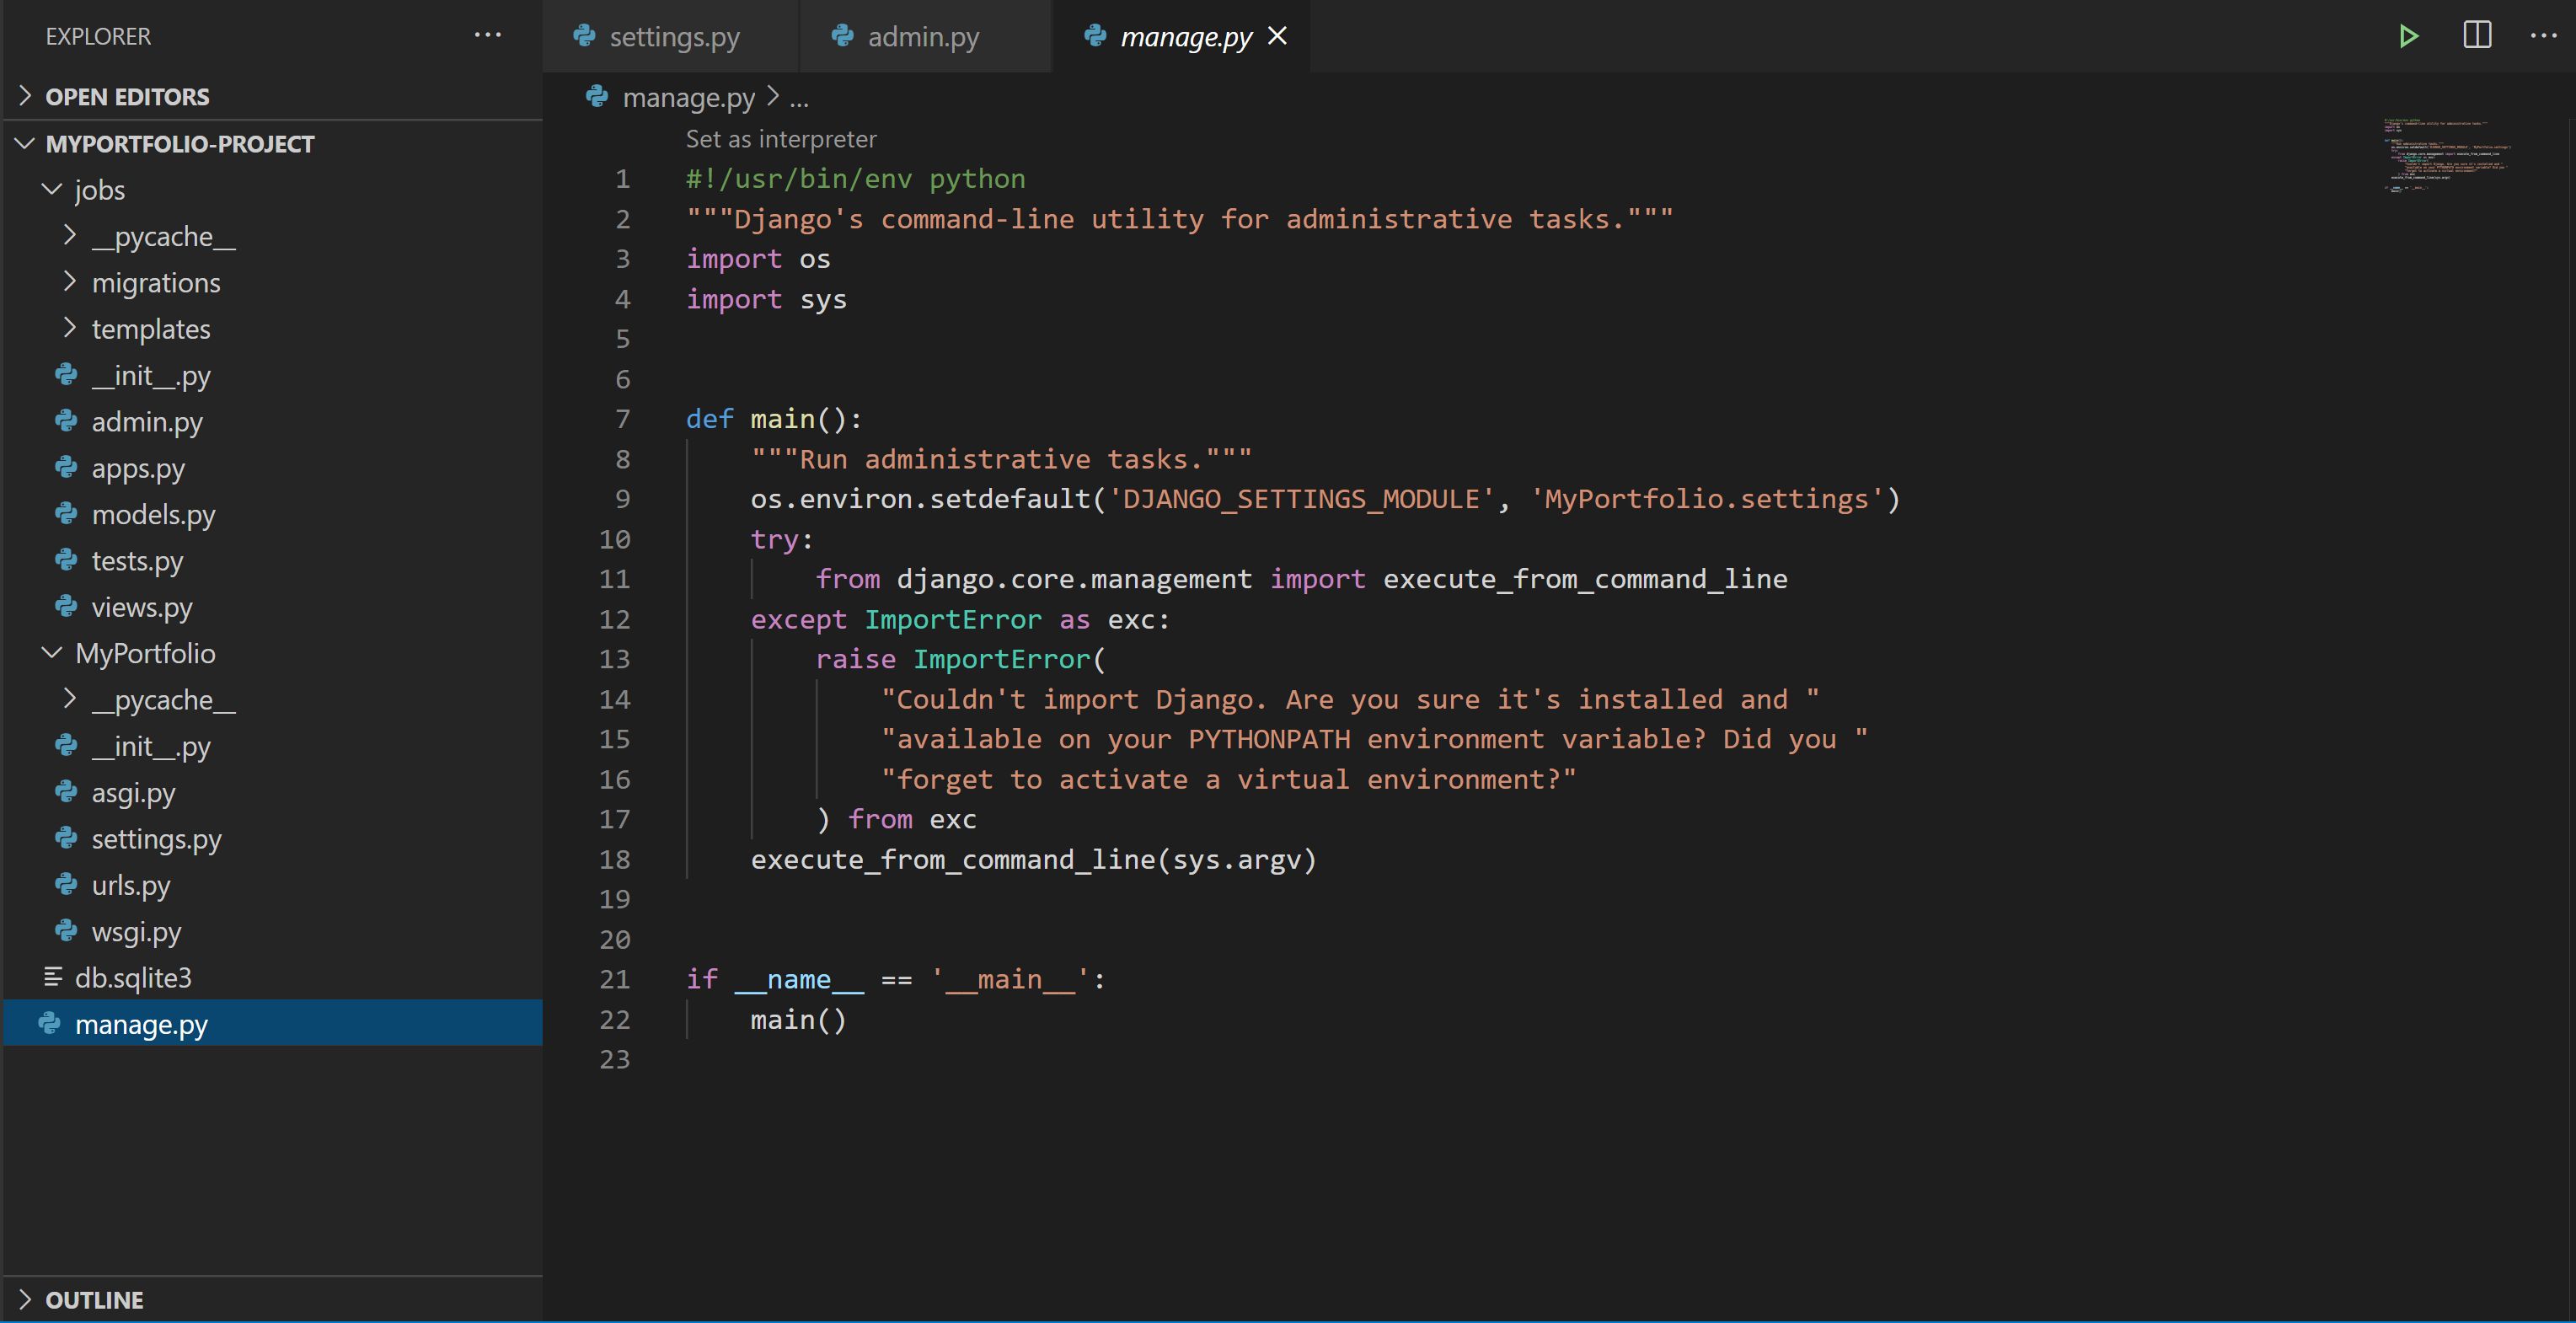 EXPLORER
OPEN EDITORS
MYPORTFOLIO-PROJECT
jobs
__pycache__
migrations
templates
__init__.py
admin.py
apps.py
models.py
tests.py
views.py
MyPortfolio
__pycache__
__init__.py
asgi.py
settings.py
urls.py
wsgi.py
db.sqlite3
manage.py
OUTLINE
settings.py admin.py manage.py
manage.py > ...
Set as interpreter
1 #!/usr/bin/env python
2 """Django's command-line utility for administrative tasks."""
3 import os
4 import sys
5
6
7 def main():
8     """Run administrative tasks."""
9     os.environ.setdefault('DJANGO_SETTINGS_MODULE', 'MyPortfolio.settings')
10     try:
11         from django.core.management import execute_from_command_line
12     except ImportError as exc:
13         raise ImportError(
14             "Couldn't import Django. Are you sure it's installed and "
15             "available on your PYTHONPATH environment variable? Did you "
16             "forget to activate a virtual environment?"
17         ) from exc
18     execute_from_command_line(sys.argv)
19
20
21 if __name__ == '__main__':
22     main()
23